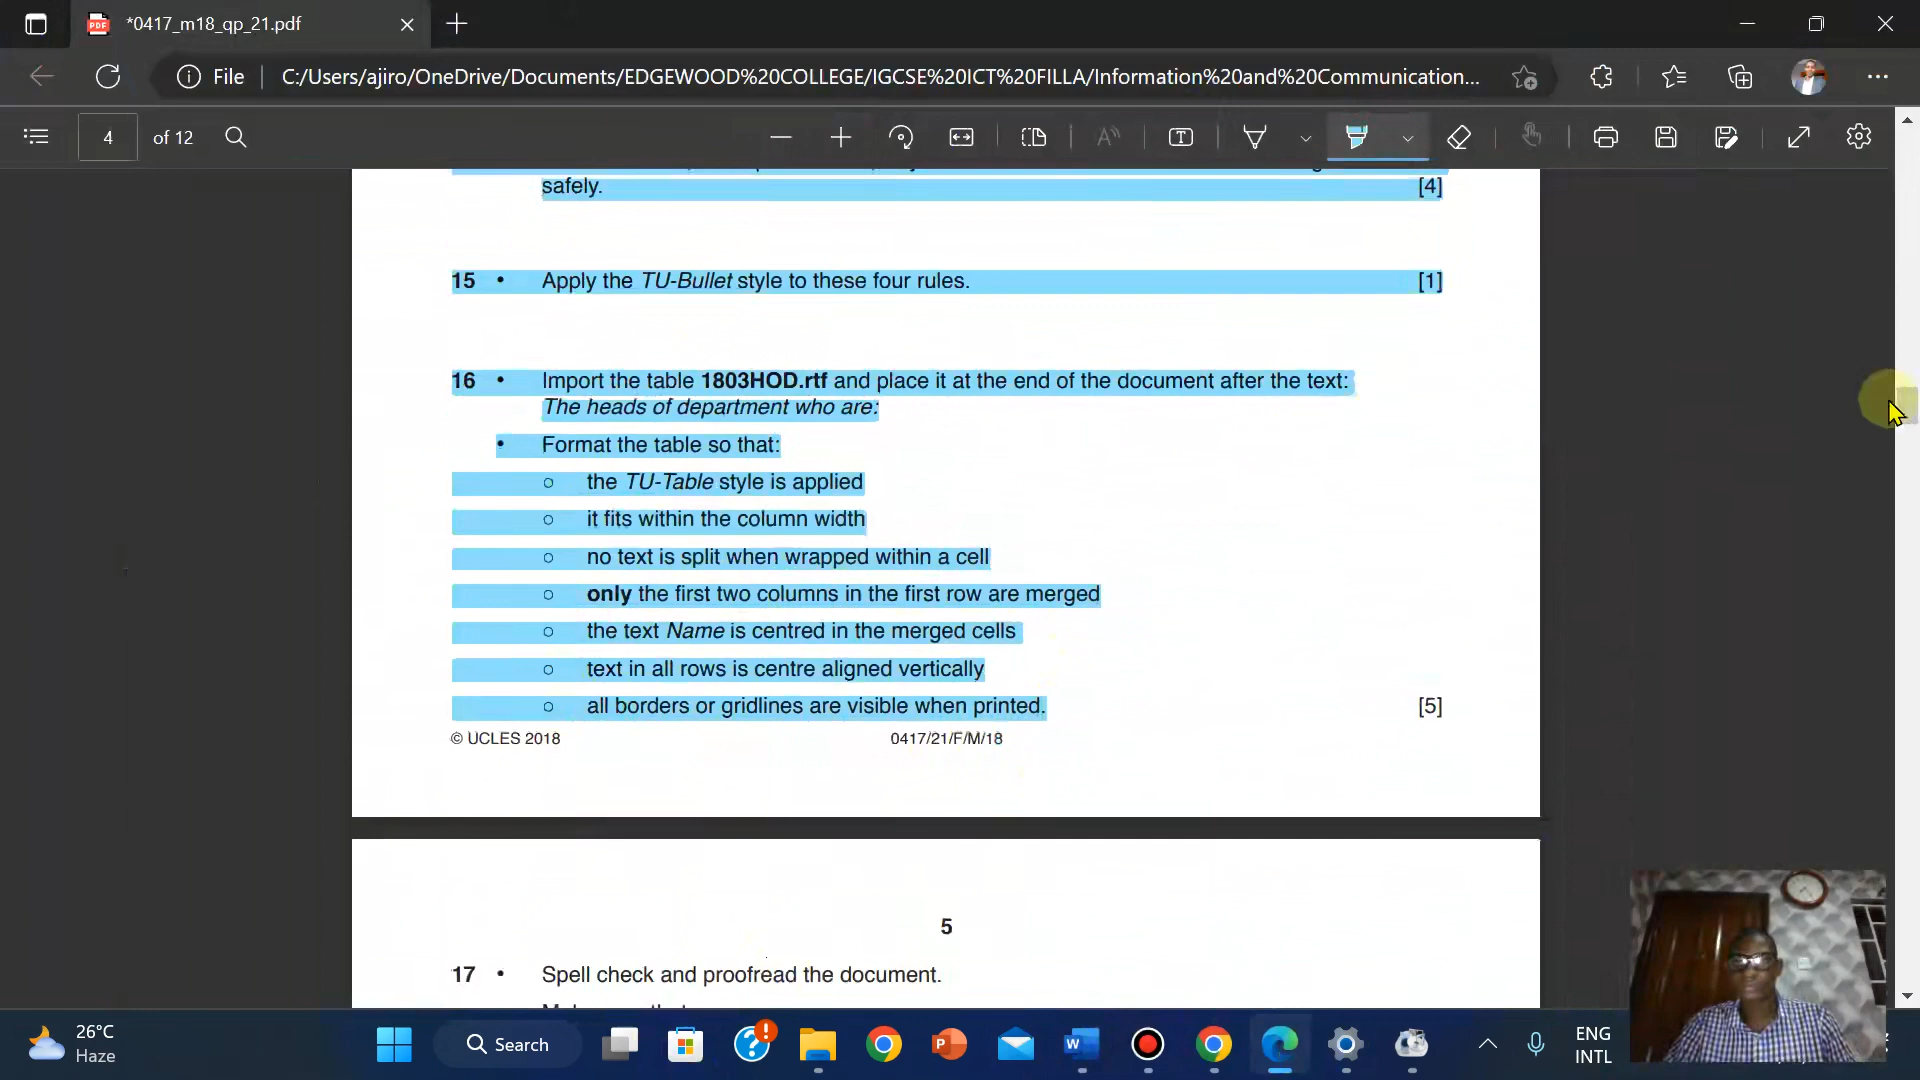 *0417_m18_qp_21.pdf
File
C:/Users/ajiro/OneDrive/Documents/EDGEWOOD%20COLLEGE/IGCSE%20ICT%20FILLA/Information%20and%20Communication...
4 of 12
safely. [4]
15 • Apply the TU-Bullet style to these four rules. [1]
16 • Import the table 1803HOD.rtf and place it at the end of the document after the text:
The heads of department who are:
• Format the table so that:
○ the TU-Table style is applied
○ it fits within the column width
○ no text is split when wrapped within a cell
○ only the first two columns in the first row are merged
○ the text Name is centred in the merged cells
○ text in all rows is centre aligned vertically
○ all borders or gridlines are visible when printed. [5]
© UCLES 2018 0417/21/F/M/18
5
17 • Spell check and proofread the document.
26°C
Haze
Search
ENG
INTL